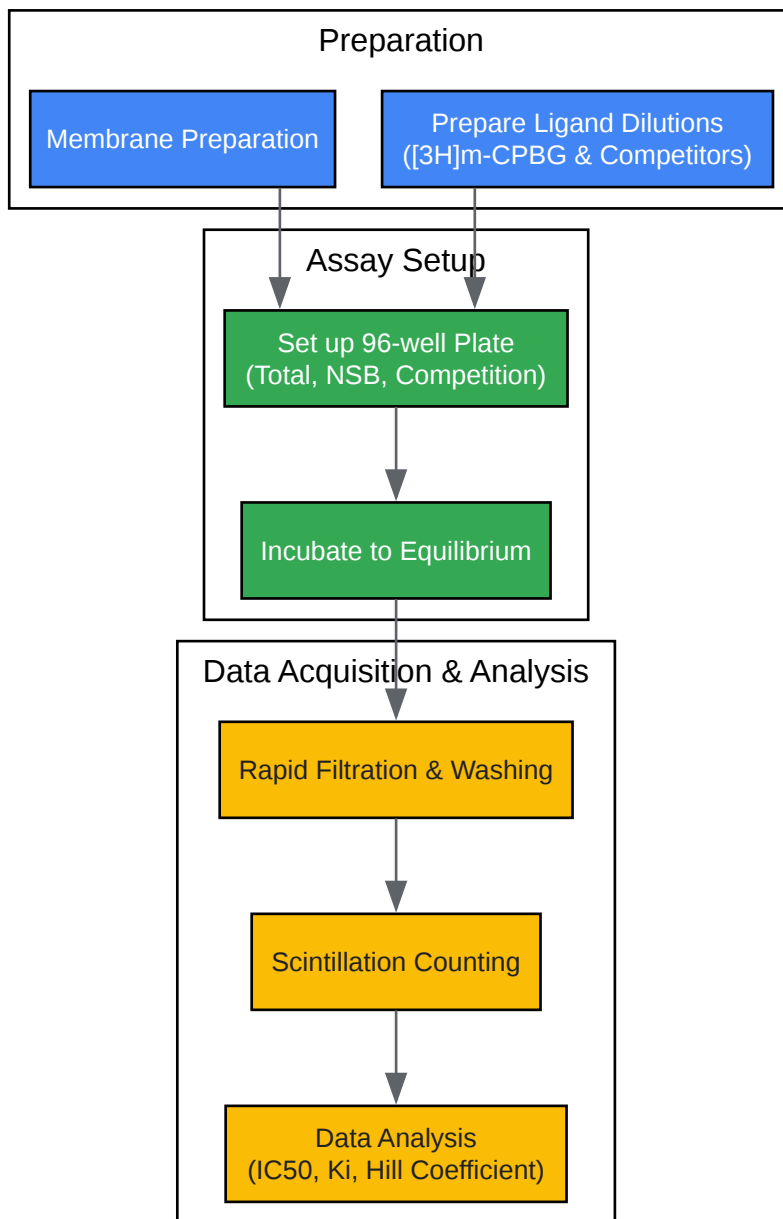 Preparation
Membrane Preparation
Prepare Ligand Dilutions
([3H]m-CPBG & Competitors)
Assay Setup
Set up 96-well Plate
(Total, NSB, Competition)
Incubate to Equilibrium
Data Acquisition & Analysis
Rapid Filtration & Washing
Scintillation Counting
Data Analysis
(IC50, Ki, Hill Coefficient)